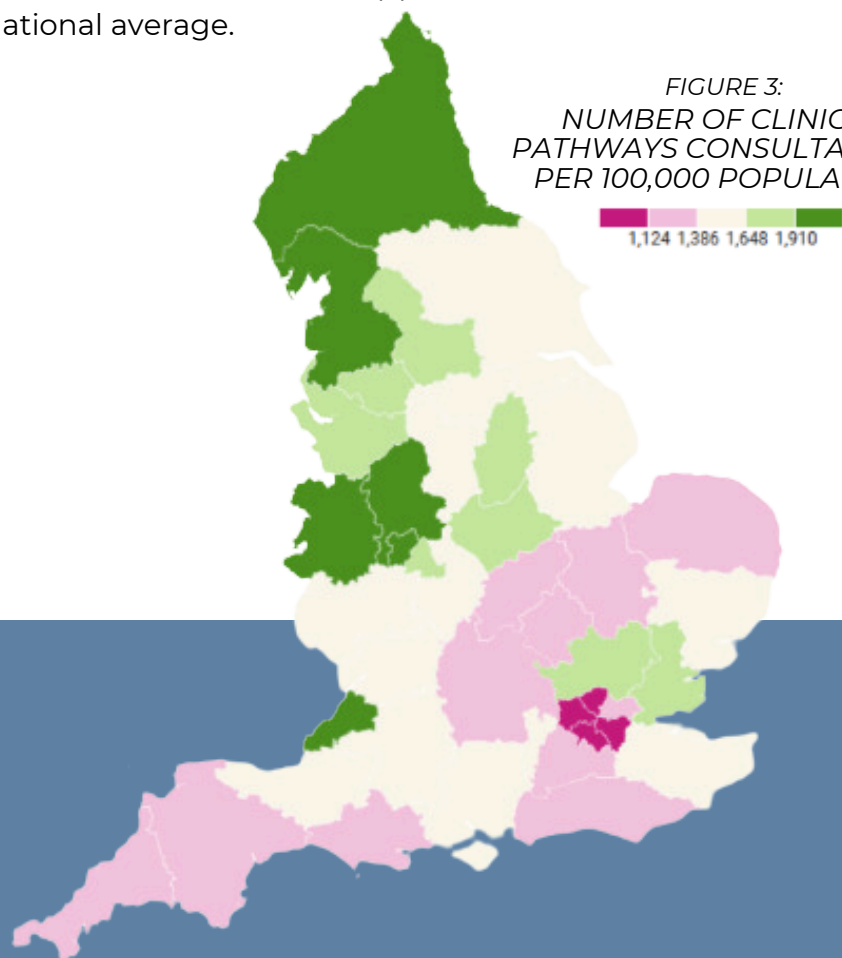 ational average.
FIGURE 3:
NUMBER OF CLINIC
PATHWAYS CONSULTA
PER 100,000 POPULA
1,124 1,386 1,648 1,910